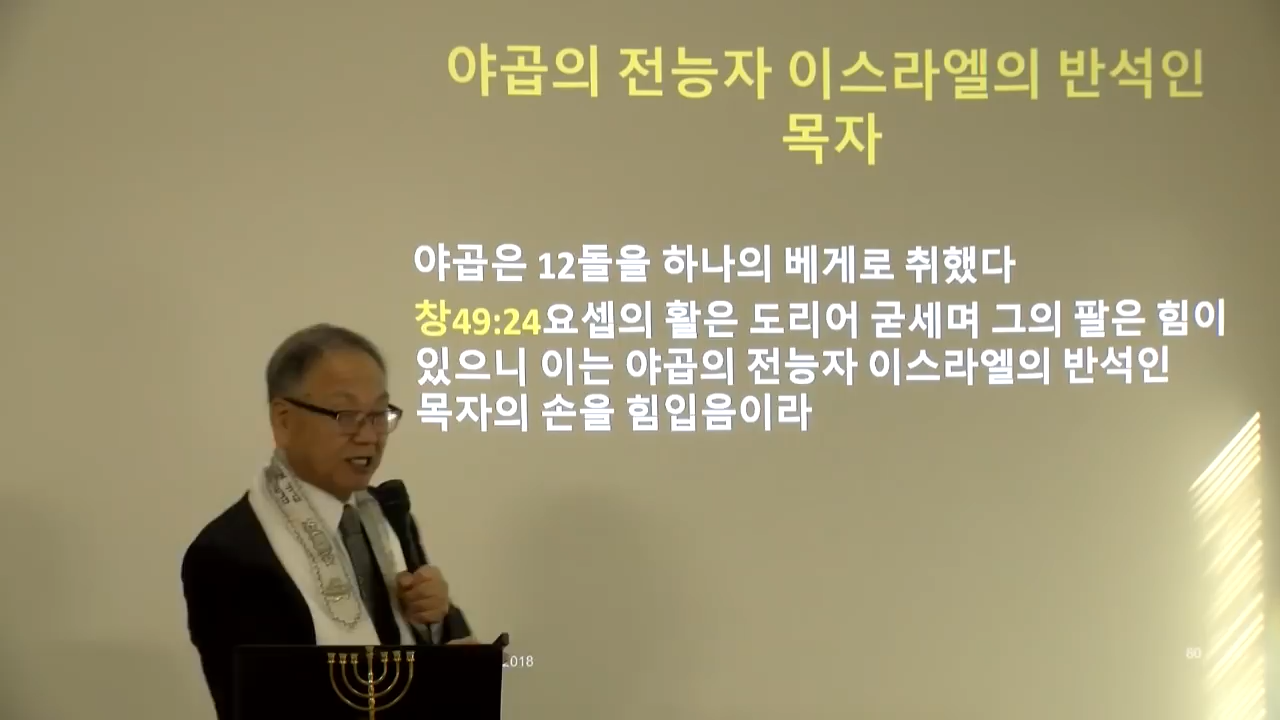 야곱의 전능자 이스라엘의 반석인
목자
야곱은 12돌을 하나의 베게로 취했다
창49:24요셉의 활은 도리어 굳세며 그의 팔은 힘이
있으니 이는 야곱의 전능자 이스라엘의 반석인
목자의 손을 힘입음이라
2018
80